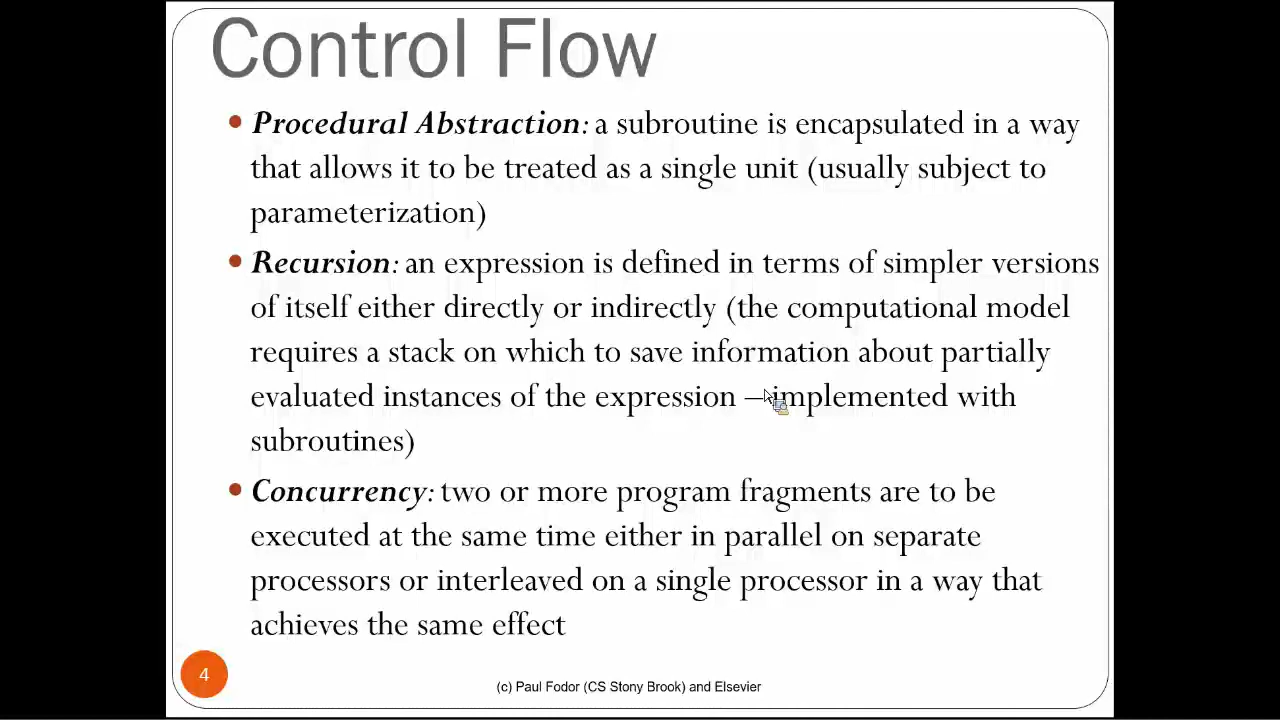 Control Flow
• Procedural Abstraction: a subroutine is encapsulated in a way
that allows it to be treated as a single unit (usually subject to
parameterization)
• Recursion: an expression is defined in terms of simpler versions
of itself either directly or indirectly (the computational model
requires a stack on which to save information about partially
evaluated instances of the expression –implemented with
subroutines)
• Concurrency: two or more program fragments are to be
executed at the same time either in parallel on separate
processors or interleaved on a single processor in a way that
achieves the same effect
4
(c) Paul Fodor (CS Stony Brook) and Elsevier